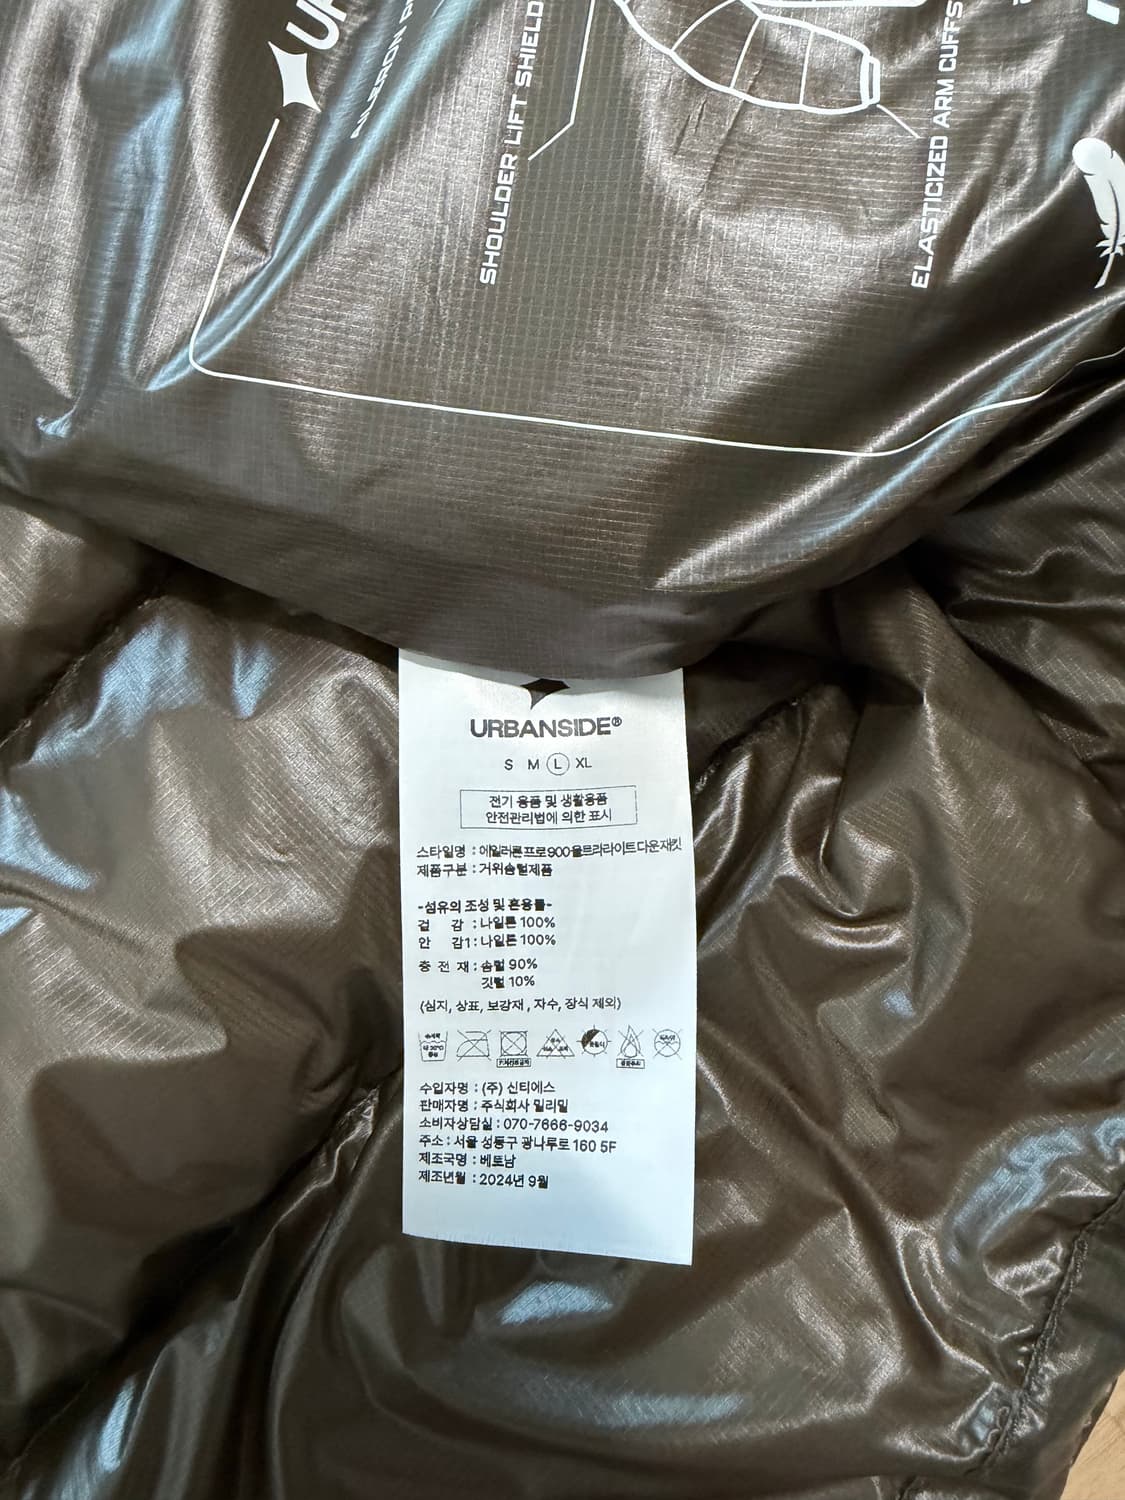 SHOULDER LIFT SHIELD
ELASTICIZED ARM CUFFS
URBANSIDE®
S M L XL
전기 용품 및 생활용품
안전관리법에 의한 표시
스타일명 : 에일러론프로900울트라라이트다운재킷
제품구분 : 거위솜털제품
-섬유의 조성 및 혼용률-
겉 감 : 나일론 100%
안 감1 : 나일론 100%
충 전 재 : 솜털 90%
깃털 10%
(심지, 상표, 보강재, 자수, 장식 제외)
수입자명 : (주) 신티에스
판매자명 : 주식회사 밀리밀
소비자상담실 : 070-7666-9034
주소 : 서울 성동구 광나루로 160 5F
제조국명 : 베트남
제조년월 : 2024년 9월